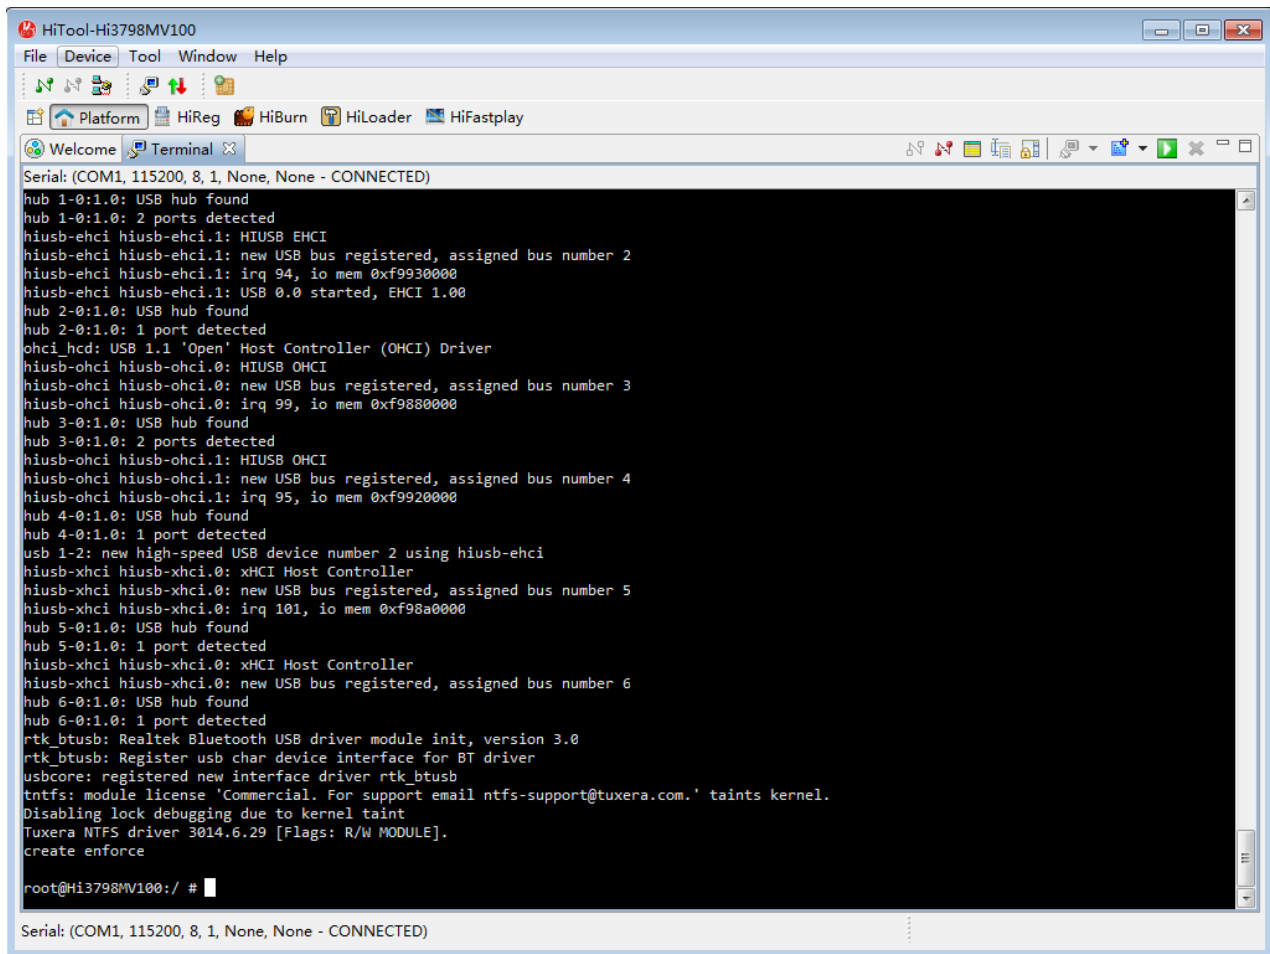 HiTool-Hi3798MV100
File Device Tool Window Help
Platform HiReg HiBurn HiLoader HiFastplay
Welcome Terminal
Serial: (COM1, 115200, 8, 1, None, None - CONNECTED)
hub 1-0:1.0: USB hub found
hub 1-0:1.0: 2 ports detected
hiusb-ehci hiusb-ehci.1: HIUSB EHCI
hiusb-ehci hiusb-ehci.1: new USB bus registered, assigned bus number 2
hiusb-ehci hiusb-ehci.1: irq 94, io mem 0xf9930000
hiusb-ehci hiusb-ehci.1: USB 0.0 started, EHCI 1.00
hub 2-0:1.0: USB hub found
hub 2-0:1.0: 1 port detected
ohci_hcd: USB 1.1 'Open' Host Controller (OHCI) Driver
hiusb-ohci hiusb-ohci.0: HIUSB OHCI
hiusb-ohci hiusb-ohci.0: new USB bus registered, assigned bus number 3
hiusb-ohci hiusb-ohci.0: irq 99, io mem 0xf9880000
hub 3-0:1.0: USB hub found
hub 3-0:1.0: 2 ports detected
hiusb-ohci hiusb-ohci.1: HIUSB OHCI
hiusb-ohci hiusb-ohci.1: new USB bus registered, assigned bus number 4
hiusb-ohci hiusb-ohci.1: irq 95, io mem 0xf9920000
hub 4-0:1.0: USB hub found
hub 4-0:1.0: 1 port detected
usb 1-2: new high-speed USB device number 2 using hiusb-ehci
hiusb-xhci hiusb-xhci.0: xHCI Host Controller
hiusb-xhci hiusb-xhci.0: new USB bus registered, assigned bus number 5
hiusb-xhci hiusb-xhci.0: irq 101, io mem 0xf98a0000
hub 5-0:1.0: USB hub found
hub 5-0:1.0: 1 port detected
hiusb-xhci hiusb-xhci.0: xHCI Host Controller
hiusb-xhci hiusb-xhci.0: new USB bus registered, assigned bus number 6
hub 6-0:1.0: USB hub found
hub 6-0:1.0: 1 port detected
rtk_btusb: Realtek Bluetooth USB driver module init, version 3.0
rtk_btusb: Register usb char device interface for BT driver
usbcore: registered new interface driver rtk_btusb
tntfs: module license 'Commercial. For support email ntfs-support@tuxera.com.' taints kernel.
Disabling lock debugging due to kernel taint
Tuxera NTFS driver 3014.6.29 [Flags: R/W MODULE].
create enforce
root@Hi3798MV100:/ #
Serial: (COM1, 115200, 8, 1, None, None - CONNECTED)